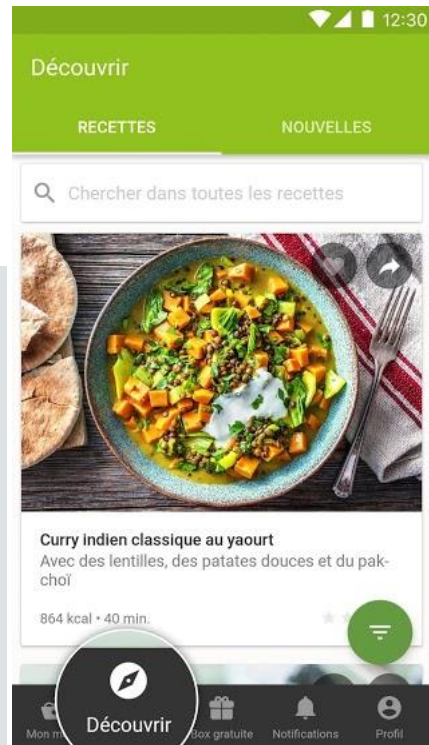 12:30
Découvrir
RECETTES NOUVELLES
Chercher dans toutes les recettes
Curry indien classique au yaourt
Avec des lentilles, des patates douces et du pak-
choï
864 kcal • 40 min.
Mon Découvrir Box gratuite Notifications Profil